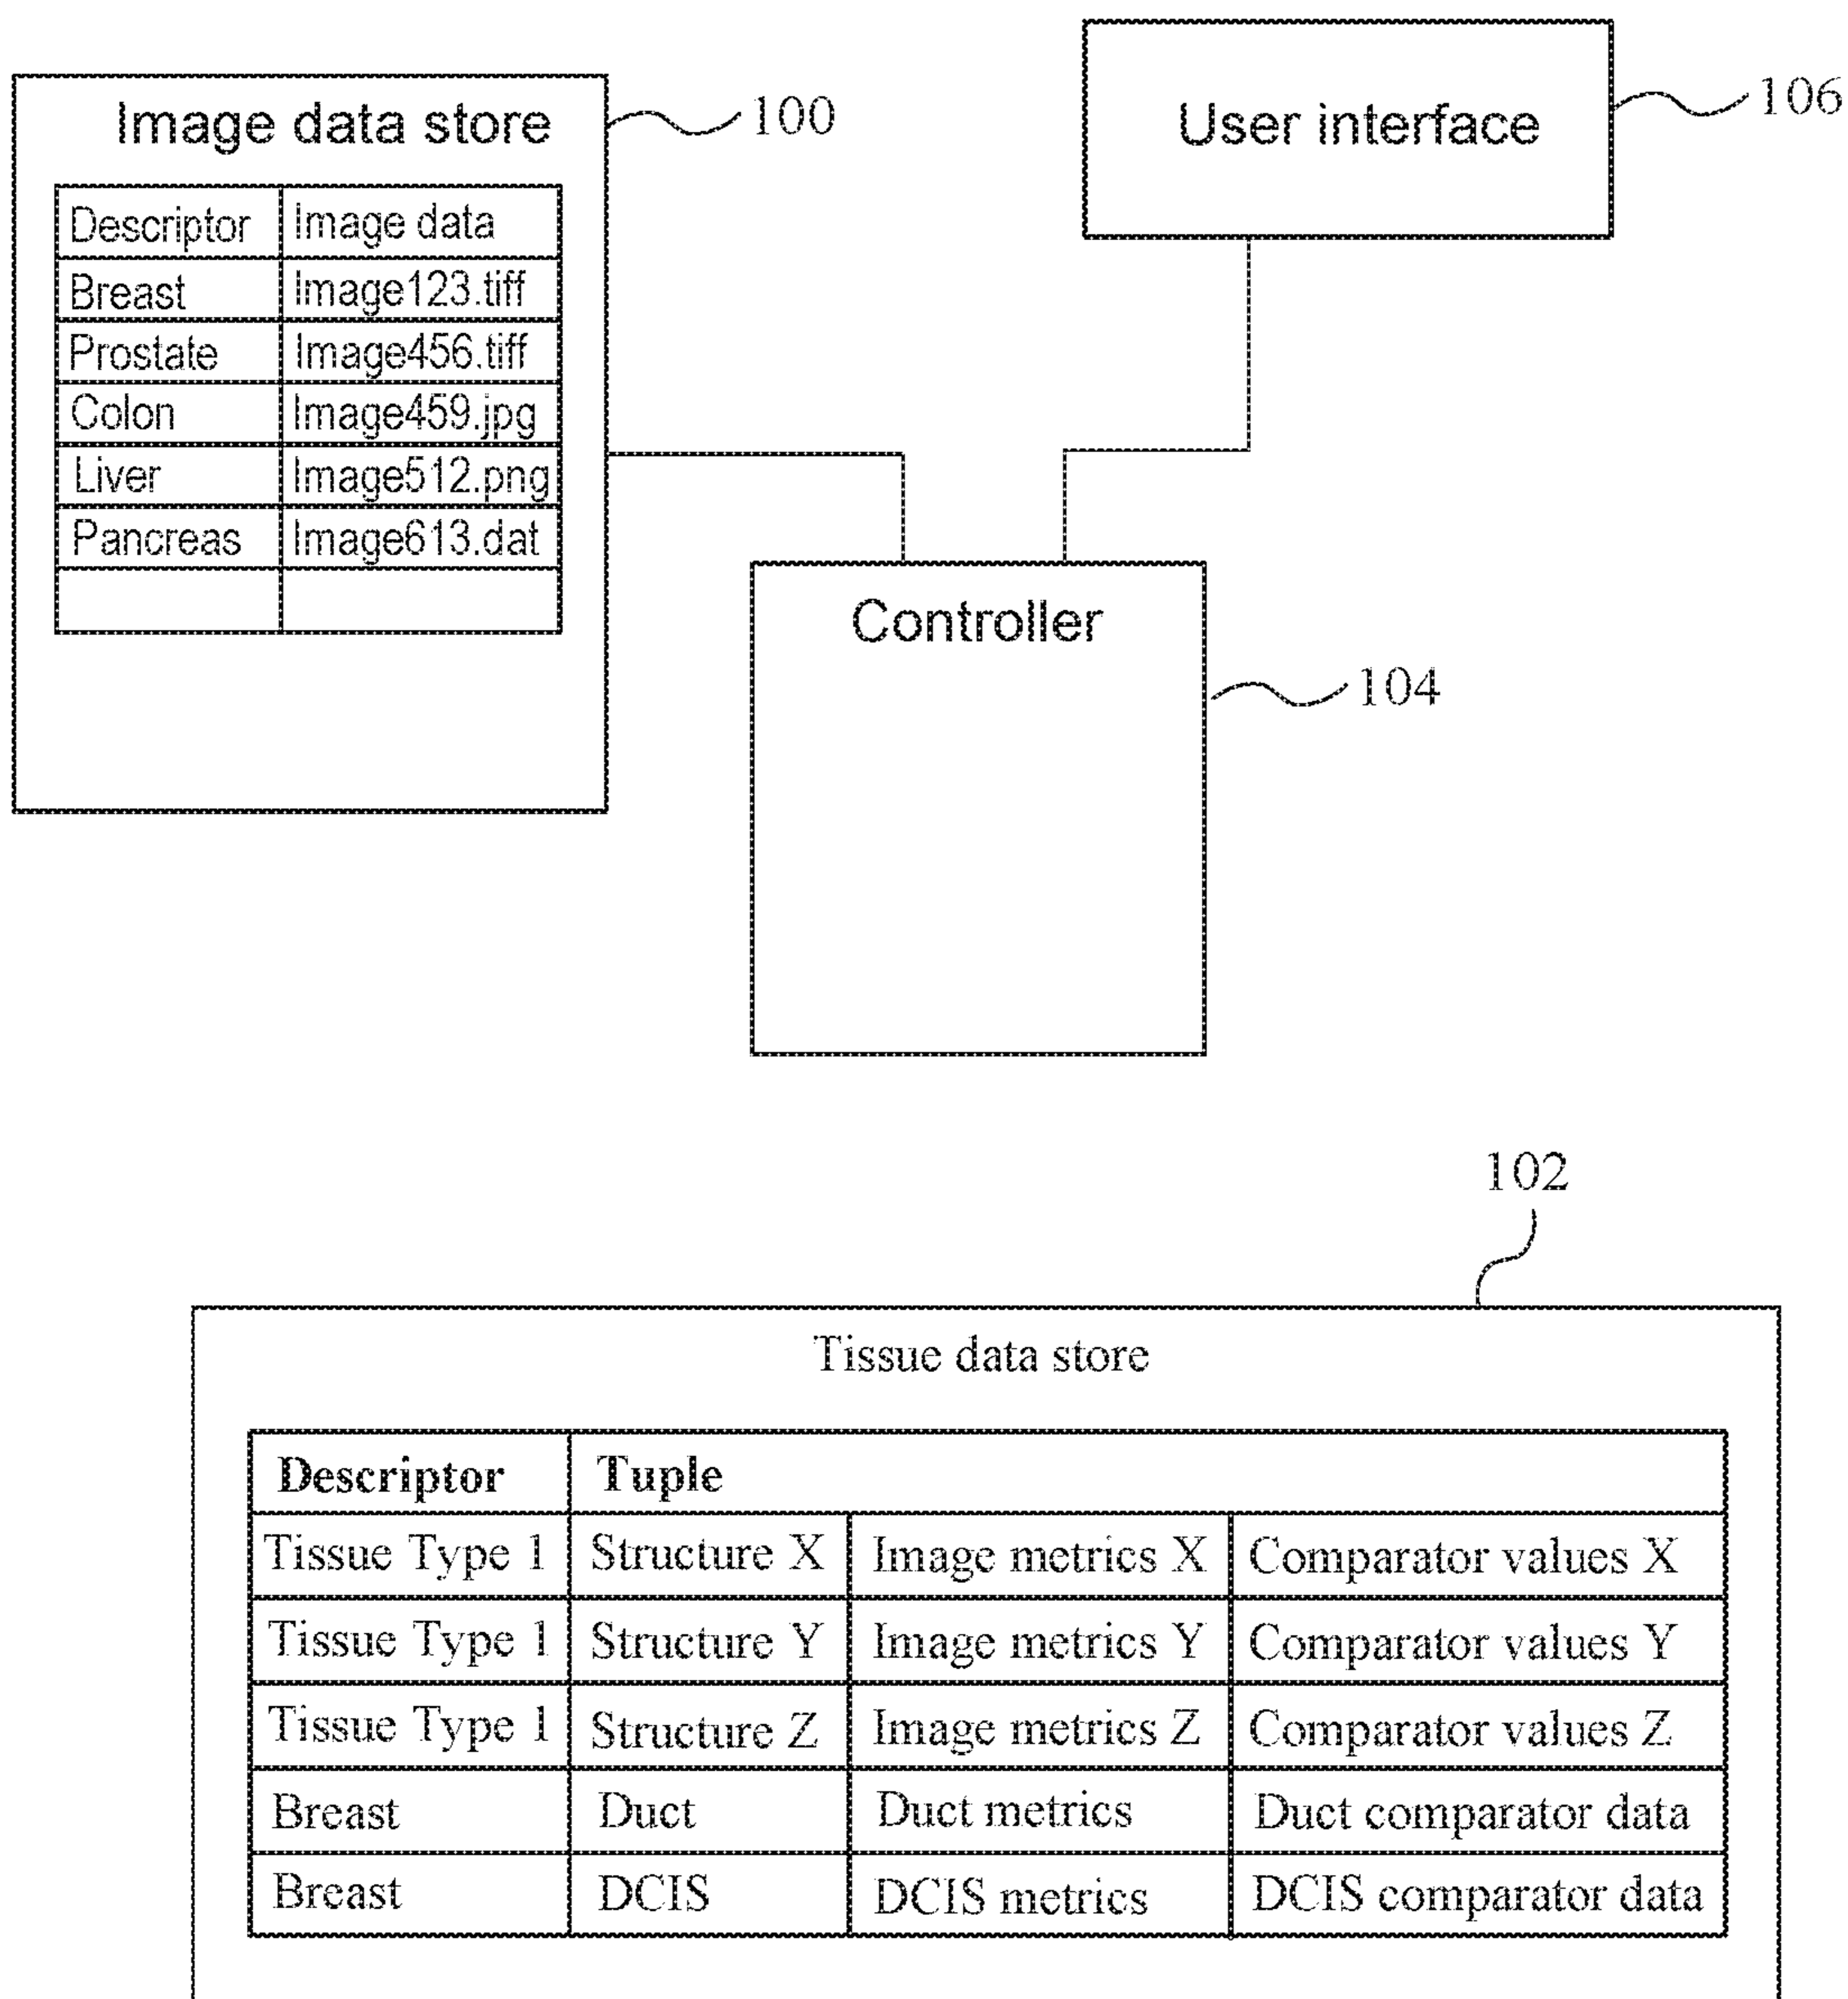 Image data store
100
Descriptor Image data
Breast Image123.tiff
Prostate Image456.tiff
Colon Image459.jpg
Liver Image512.png
Pancreas Image613.dat
User interface
106
Controller
104
102
Tissue data store
Descriptor Tuple
Tissue Type 1 Structure X Image metrics X Comparator values X
Tissue Type 1 Structure Y Image metrics Y Comparator values Y
Tissue Type 1 Structure Z Image metrics Z Comparator values Z
Breast Duct Duct metrics Duct comparator data
Breast DCIS DCIS metrics DCIS comparator data